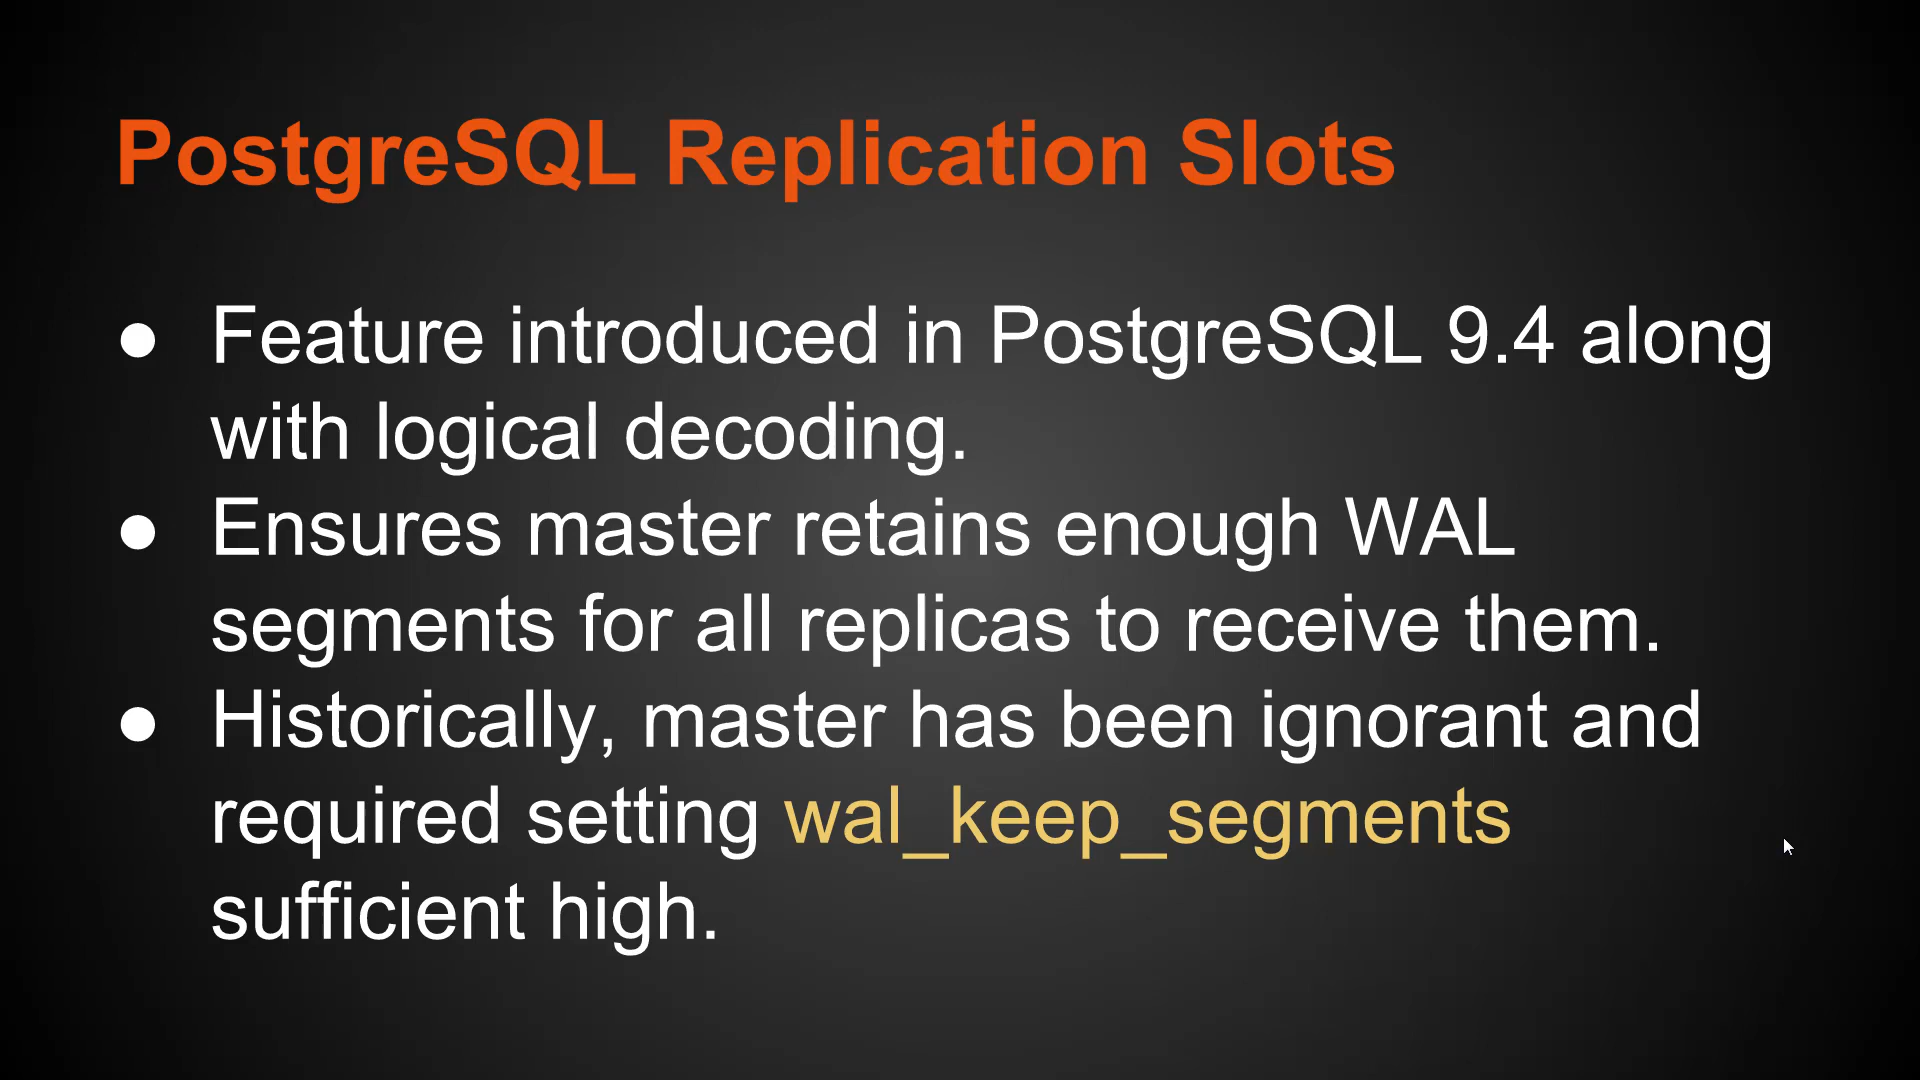 PostgreSQL Replication Slots
● Feature introduced in PostgreSQL 9.4 along
with logical decoding.
● Ensures master retains enough WAL
segments for all replicas to receive them.
● Historically, master has been ignorant and
required setting wal_keep_segments
sufficient high.